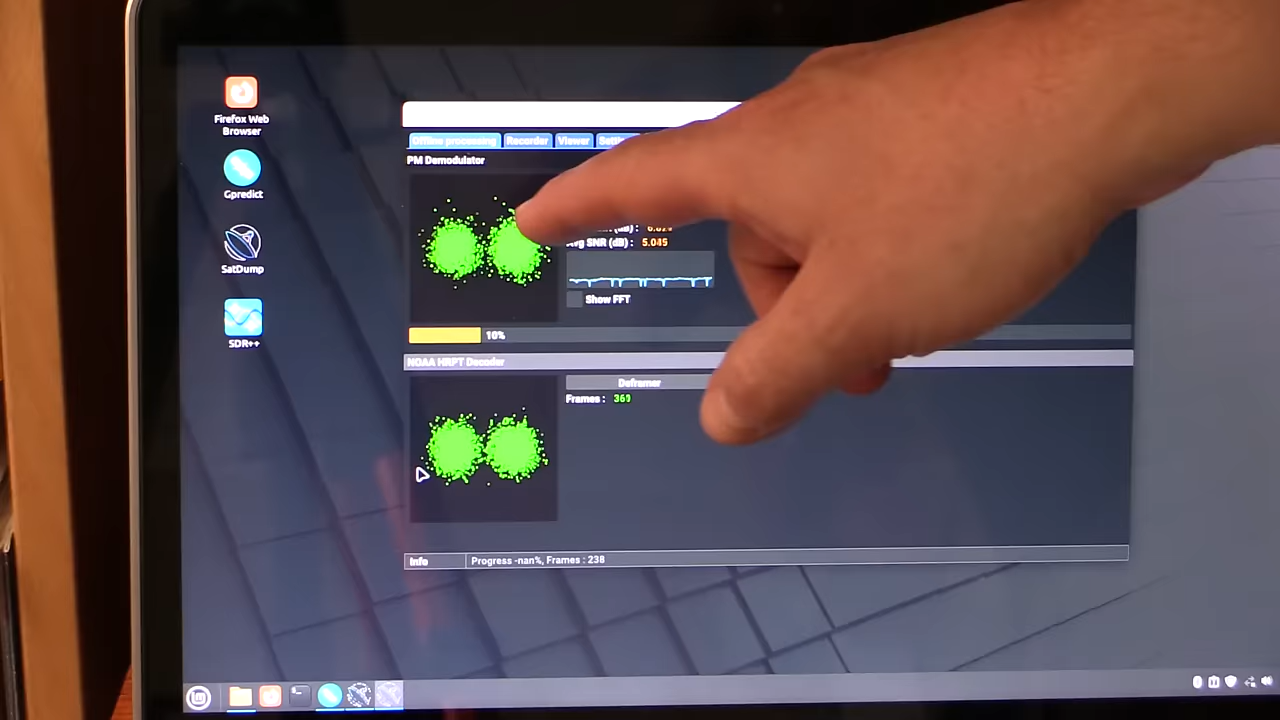 Firefox Web
Browser
Gpredict
SatDump
SDR++
Offline processing Recorder Viewer
PM Demodulator
SNR (dB) : 5.045
Show FFT
10%
NOAA HRPT Decoder
Deframer
Frames : 369
Info Progress -nan%, Frames : 238